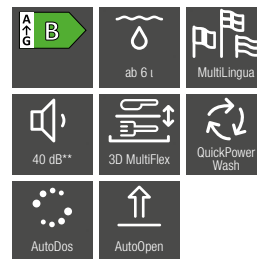 A
G
B
ab 6 l
MultiLingua
40 dB**
3D MultiFlex
QuickPower
Wash
AutoDos
AutoOpen